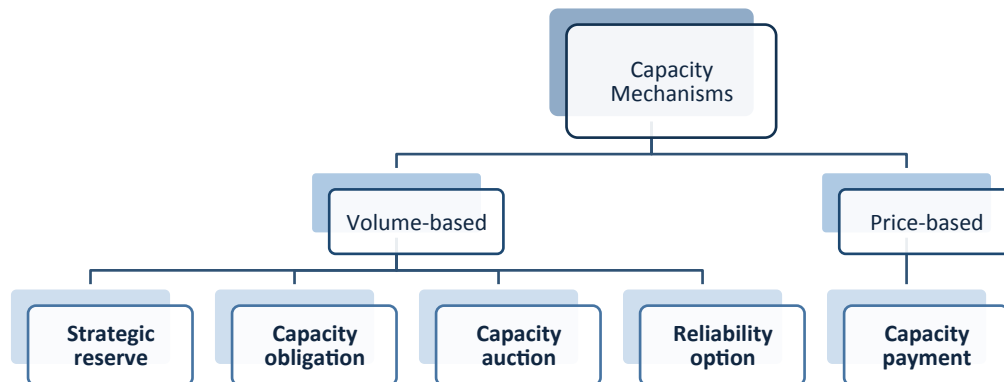 Capacity
Mechanisms
Volume-based
Price-based
Strategic
reserve
Capacity
obligation
Capacity
auction
Reliability
option
Capacity
payment